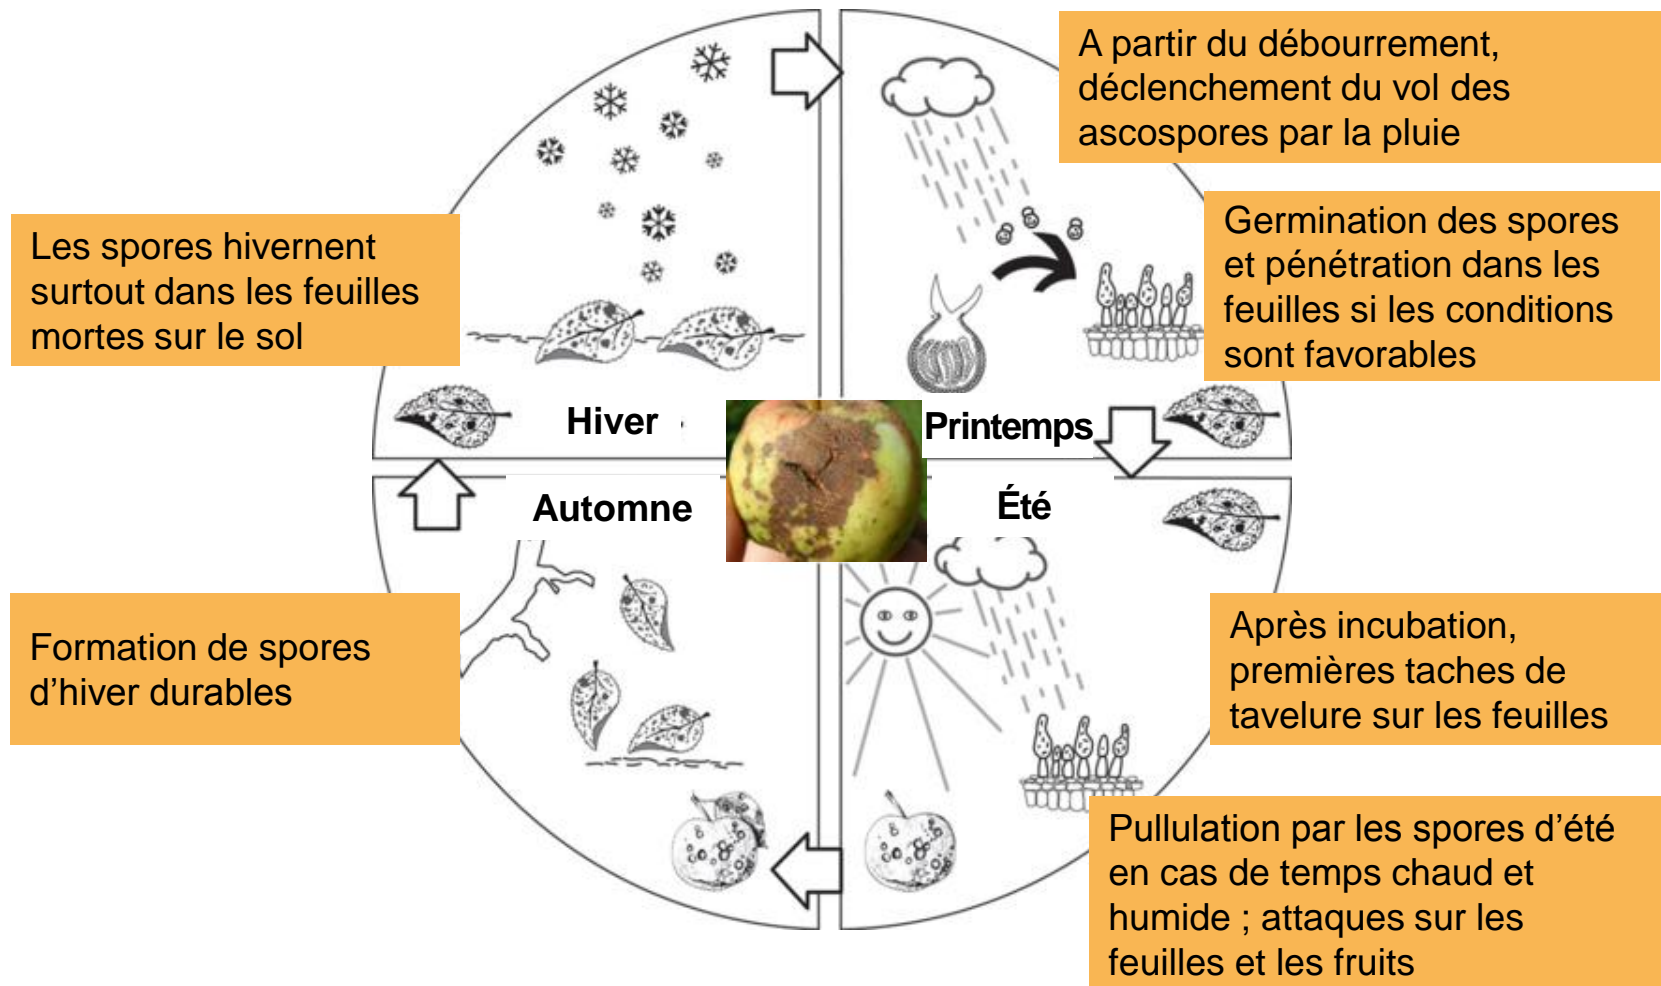 A partir du débourrement,
déclenchement du vol des
ascospores par la pluie
Germination des spores
et pénétration dans les
feuilles si les conditions
sont favorables
Les spores hivernent
surtout dans les feuilles
mortes sur le sol
Hiver
Printemps
Automne
Été
Formation de spores
d’hiver durables
Après incubation,
premières taches de
tavelure sur les feuilles
Pullulation par les spores d’été
en cas de temps chaud et
humide ; attaques sur les
feuilles et les fruits